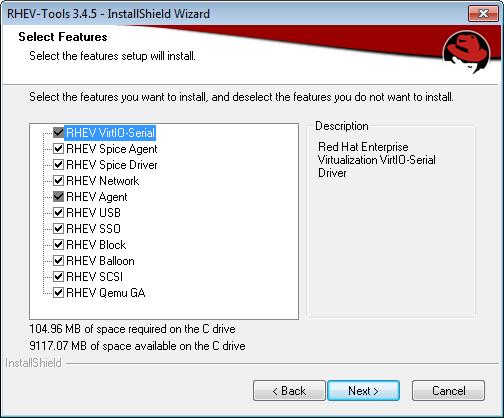 RHEV-Tools 3.4.5 - InstallShield Wizard
Select Features
Select the features setup will install.
Select the features you want to install, and deselect the features you do not want to install.
RHEV VirtIO-Serial
RHEV Spice Agent
RHEV Spice Driver
RHEV Network
RHEV Agent
RHEV USB
RHEV SSO
RHEV Block
RHEV Balloon
RHEV SCSI
RHEV Qemu GA
Description
Red Hat Enterprise
Virtualization VirtIO-Serial
Driver
104.96 MB of space required on the C drive
9117.07 MB of space available on the C drive
InstallShield
< Back
Next >
Cancel